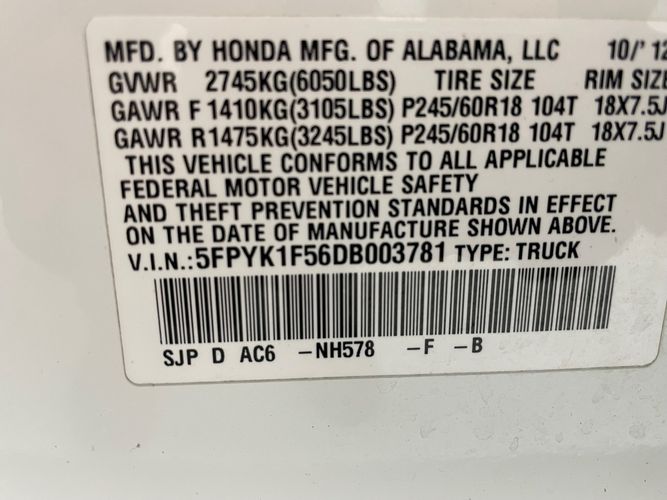 MFD. BY HONDA MFG. OF ALABAMA, LLC 10/'12
GVWR 2745KG(6050LBS) TIRE SIZE RIM SIZE
GAWR F 1410KG(3105LBS) P245/60R18 104T 18X7.5J
GAWR R 1475KG(3245LBS) P245/60R18 104T 18X7.5J
THIS VEHICLE CONFORMS TO ALL APPLICABLE
FEDERAL MOTOR VEHICLE SAFETY
AND THEFT PREVENTION STANDARDS IN EFFECT
ON THE DATE OF MANUFACTURE SHOWN ABOVE.
V.I.N.:5FPYK1F56DB003781 TYPE: TRUCK
SJP D AC6 -NH578 -F -B